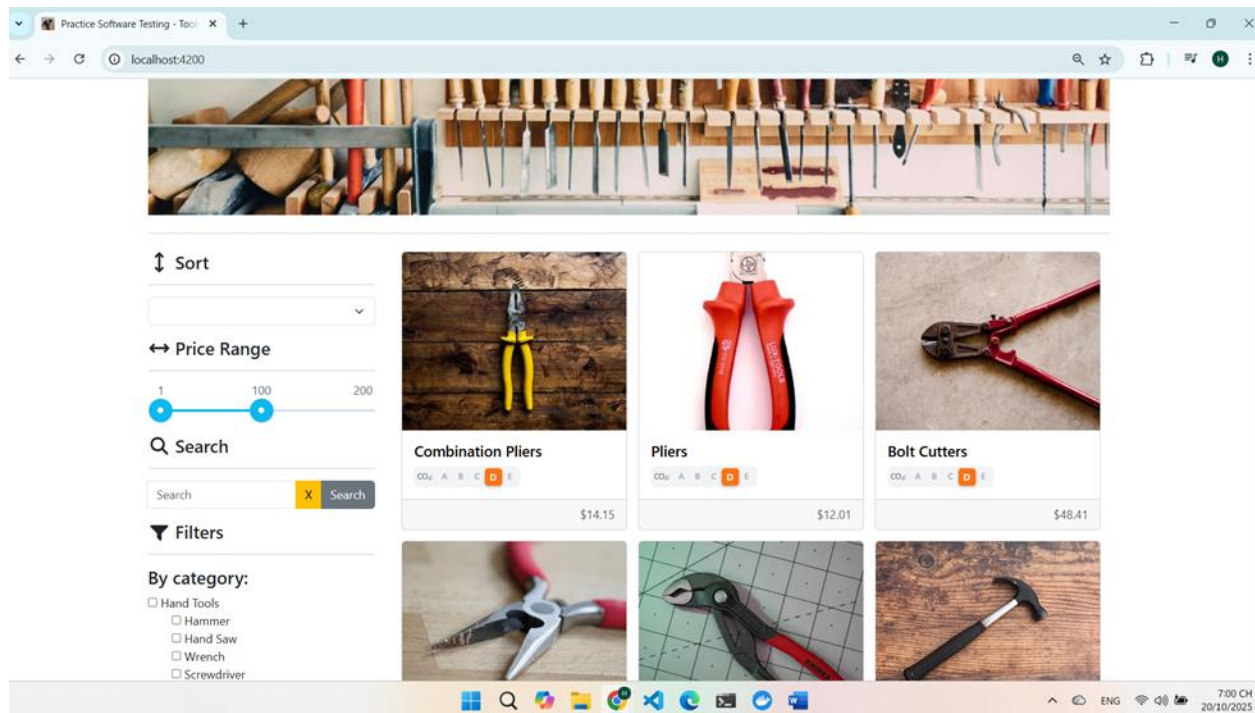 Practice Software Testing - Tool
localhost:4200
H
Sort
Price Range
1 100 200
Search
Search X Search
Filters
By category:
Hand Tools
Hammer
Hand Saw
Wrench
Screwdriver
Combination Pliers
CO₂: A B C D E
$14.15
Pliers
CO₂: A B C D E
$12.01
Bolt Cutters
CO₂: A B C D E
$48.41
ENG
7:00 CH
20/10/2025